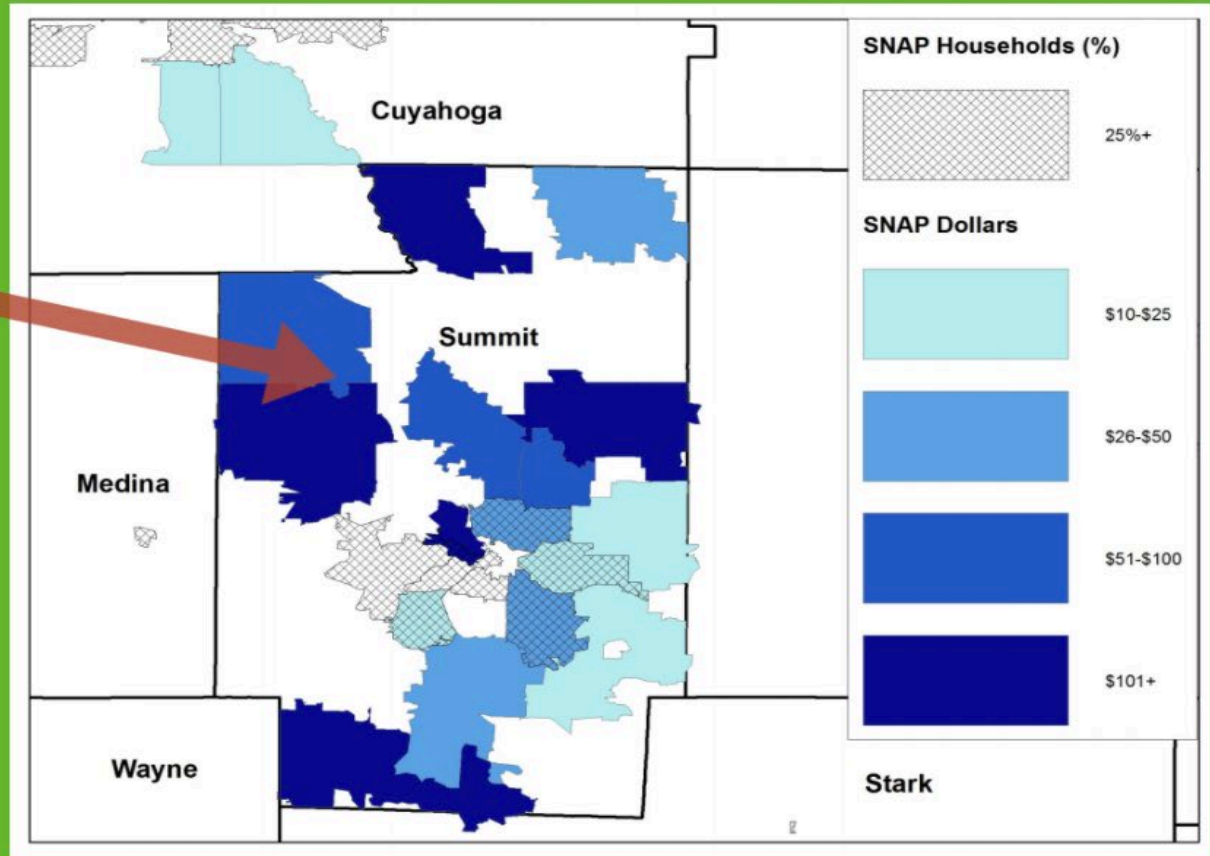 SNAP Households (%)
25%+
SNAP Dollars
$10-$25
$26-$50
$51-$100
$101+
Cuyahoga
Summit
Medina
Wayne
Stark